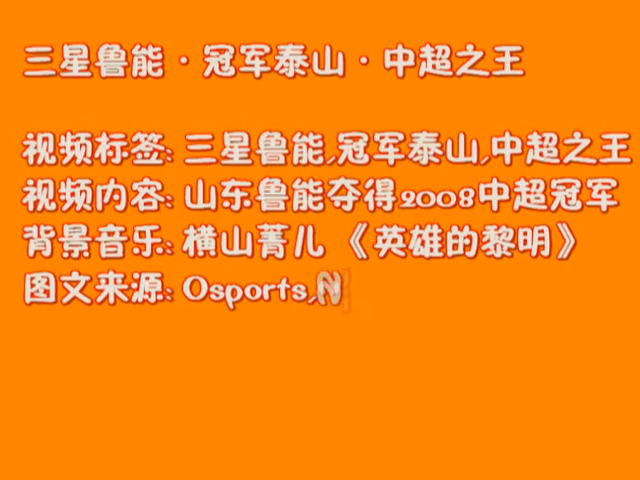 三星鲁能·冠军泰山·中超之王
视频标签: 三星鲁能,冠军泰山,中超之王
视频内容: 山东鲁能夺得2008中超冠军
背景音乐: 横山菁儿 《英雄的黎明》
图文来源: Osports,N